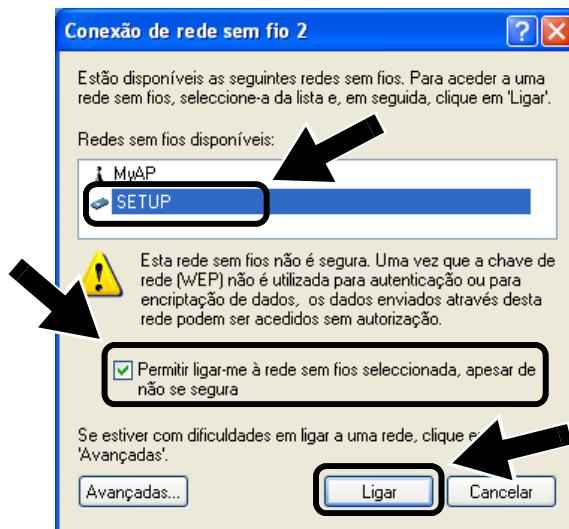 Conexão de rede sem fio 2
Estão disponíveis as seguintes redes sem fios. Para aceder a uma
rede sem fios, seleccione-a da lista e, em seguida, clique em 'Ligar'.
Redes sem fios disponíveis:
MyAP
SETUP
Esta rede sem fios não é segura. Uma vez que a chave de
rede (WEP) não é utilizada para autenticação ou para
encriptação de dados, os dados enviados através desta
rede podem ser acedidos sem autorização.
Permitir ligar-me à rede sem fios seleccionada, apesar de
não se segura
Se estiver com dificuldades em ligar a uma rede, clique
'Avançadas'.
Avançadas...
Ligar
Cancelar